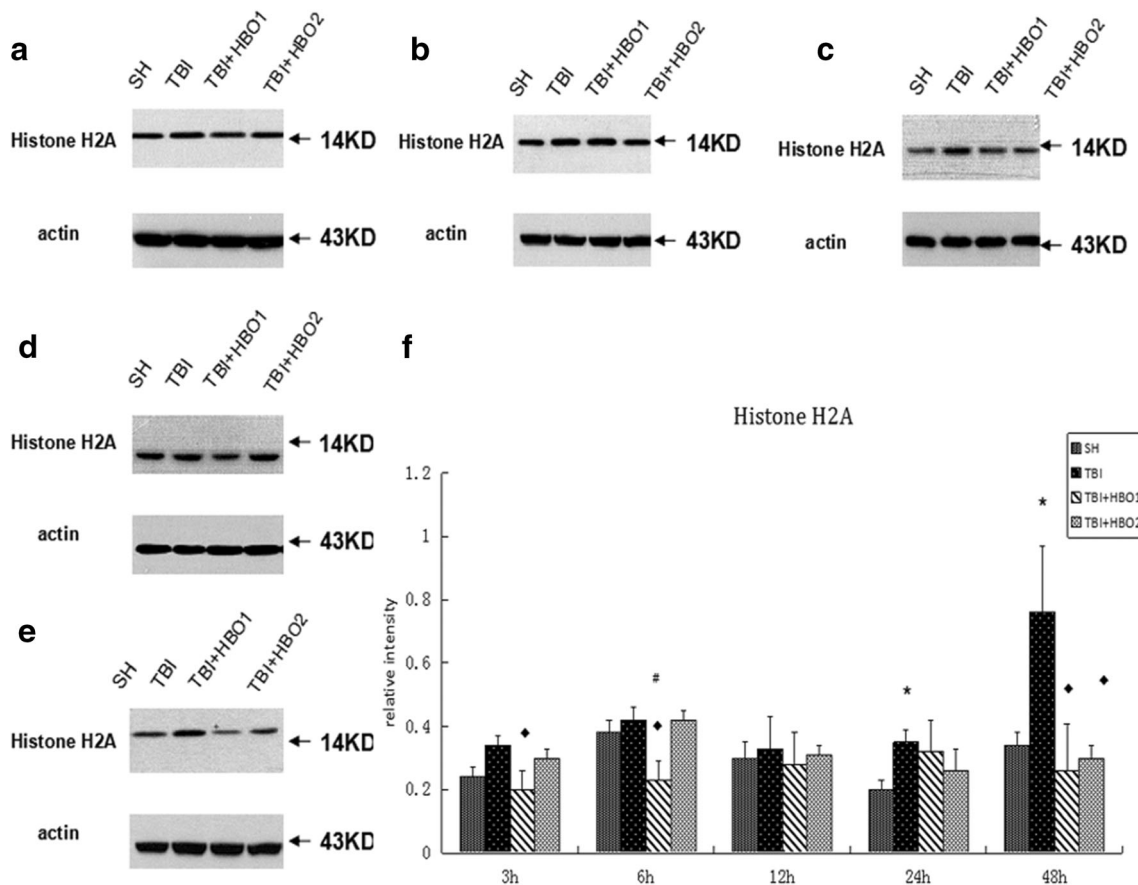 a
SH TBI TBI+HBO1 TBI+HBO2
Histone H2A 14KD
actin 43KD
b
SH TBI TBI+HBO1 TBI+HBO2
Histone H2A 14KD
actin 43KD
c
SH TBI TBI+HBO1 TBI+HBO2
Histone H2A 14KD
actin 43KD
d
SH TBI TBI+HBO1 TBI+HBO2
Histone H2A 14KD
actin 43KD
e
SH TBI TBI+HBO1 TBI+HBO2
Histone H2A 14KD
actin 43KD
f
Histone H2A
SH
TBI
TBI+HBO1
TBI+HBO2
relative intensity
1.2
1
0.8
0.6
0.4
0.2
0
#
*
*
3h 6h 12h 24h 48h